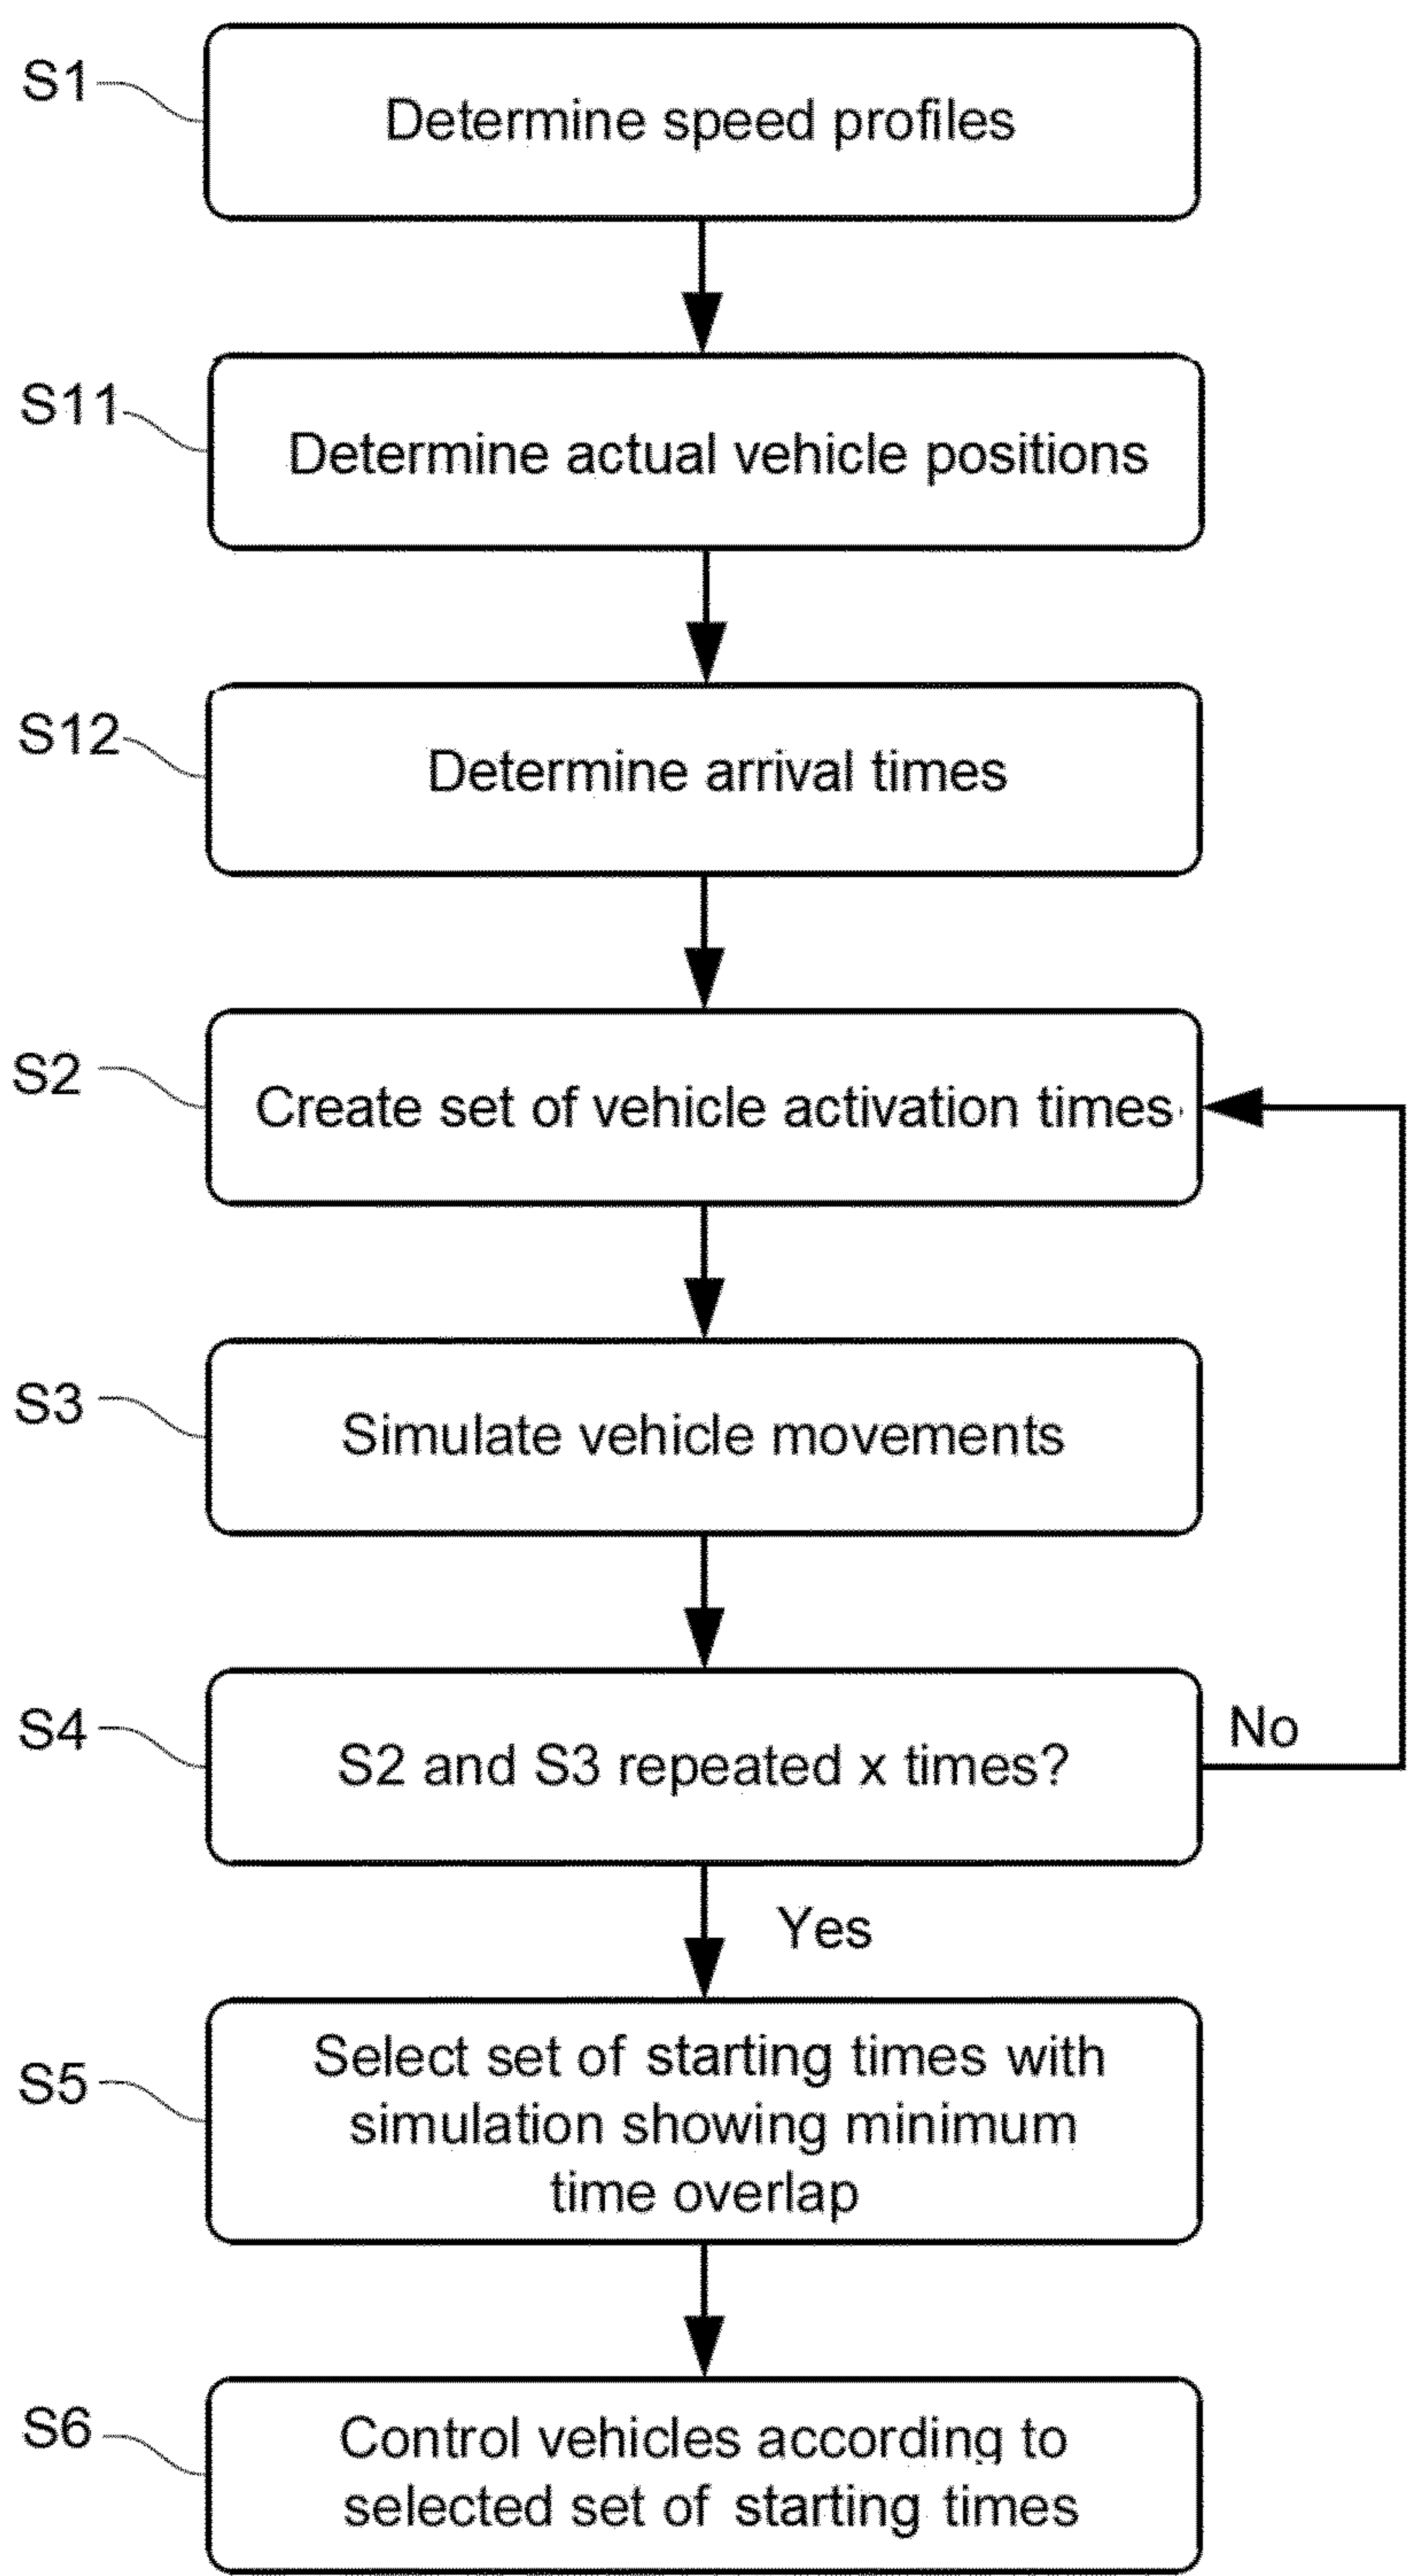 S1
Determine speed profiles
S11
Determine actual vehicle positions
S12
Determine arrival times
S2
Create set of vehicle activation times
S3
Simulate vehicle movements
S4
S2 and S3 repeated x times?
No
Yes
S5
Select set of starting times with
simulation showing minimum
time overlap
S6
Control vehicles according to
selected set of starting times